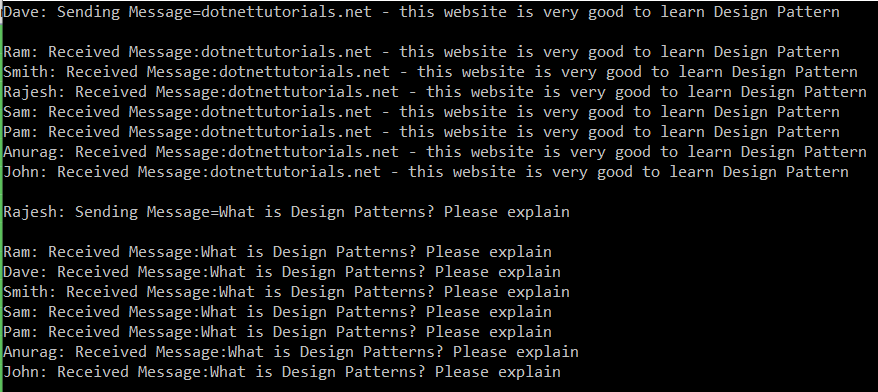 Dave: Sending Message=dotnettutorials.net - this website is very good to learn Design Pattern
Ram: Received Message:dotnettutorials.net - this website is very good to learn Design Pattern
Smith: Received Message:dotnettutorials.net - this website is very good to learn Design Pattern
Rajesh: Received Message:dotnettutorials.net - this website is very good to learn Design Pattern
Sam: Received Message:dotnettutorials.net - this website is very good to learn Design Pattern
Pam: Received Message:dotnettutorials.net - this website is very good to learn Design Pattern
Anurag: Received Message:dotnettutorials.net - this website is very good to learn Design Pattern
John: Received Message:dotnettutorials.net - this website is very good to learn Design Pattern
Rajesh: Sending Message=What is Design Patterns? Please explain
Ram: Received Message:What is Design Patterns? Please explain
Dave: Received Message:What is Design Patterns? Please explain
Smith: Received Message:What is Design Patterns? Please explain
Sam: Received Message:What is Design Patterns? Please explain
Pam: Received Message:What is Design Patterns? Please explain
Anurag: Received Message:What is Design Patterns? Please explain
John: Received Message:What is Design Patterns? Please explain